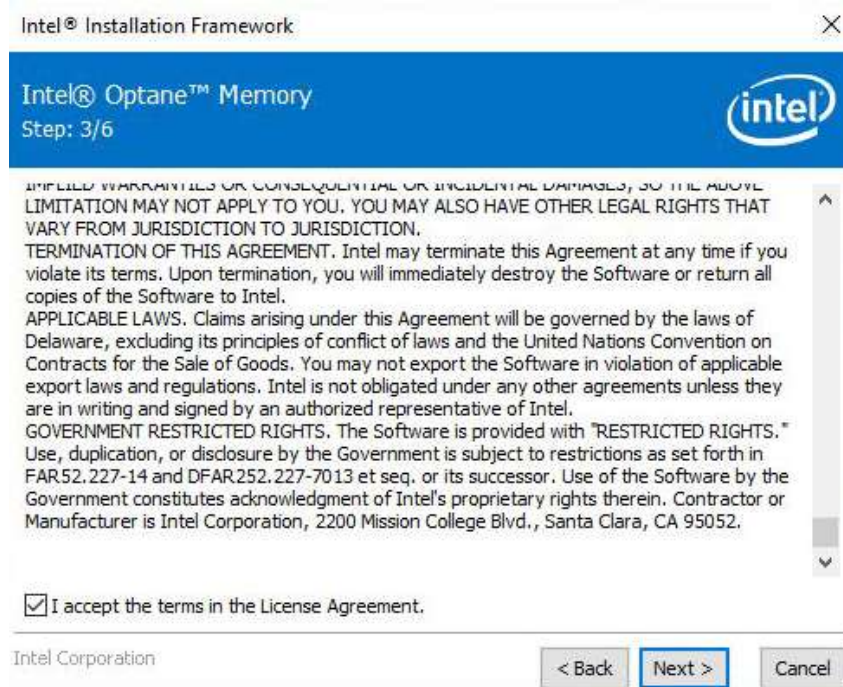 Intel® Installation Framework
Intel® Optane™ Memory
Step: 3/6
intel
IMPLIED WARRANTIES OR CONSEQUENTIAL OR INCIDENTAL DAMAGES, SO THE ABOVE
LIMITATION MAY NOT APPLY TO YOU. YOU MAY ALSO HAVE OTHER LEGAL RIGHTS THAT
VARY FROM JURISDICTION TO JURISDICTION.
TERMINATION OF THIS AGREEMENT. Intel may terminate this Agreement at any time if you
violate its terms. Upon termination, you will immediately destroy the Software or return all
copies of the Software to Intel.
APPLICABLE LAWS. Claims arising under this Agreement will be governed by the laws of
Delaware, excluding its principles of conflict of laws and the United Nations Convention on
Contracts for the Sale of Goods. You may not export the Software in violation of applicable
export laws and regulations. Intel is not obligated under any other agreements unless they
are in writing and signed by an authorized representative of Intel.
GOVERNMENT RESTRICTED RIGHTS. The Software is provided with "RESTRICTED RIGHTS."
Use, duplication, or disclosure by the Government is subject to restrictions as set forth in
FAR52.227-14 and DFAR252.227-7013 et seq. or its successor. Use of the Software by the
Government constitutes acknowledgment of Intel's proprietary rights therein. Contractor or
Manufacturer is Intel Corporation, 2200 Mission College Blvd., Santa Clara, CA 95052.
I accept the terms in the License Agreement.
Intel Corporation
< Back
Next >
Cancel